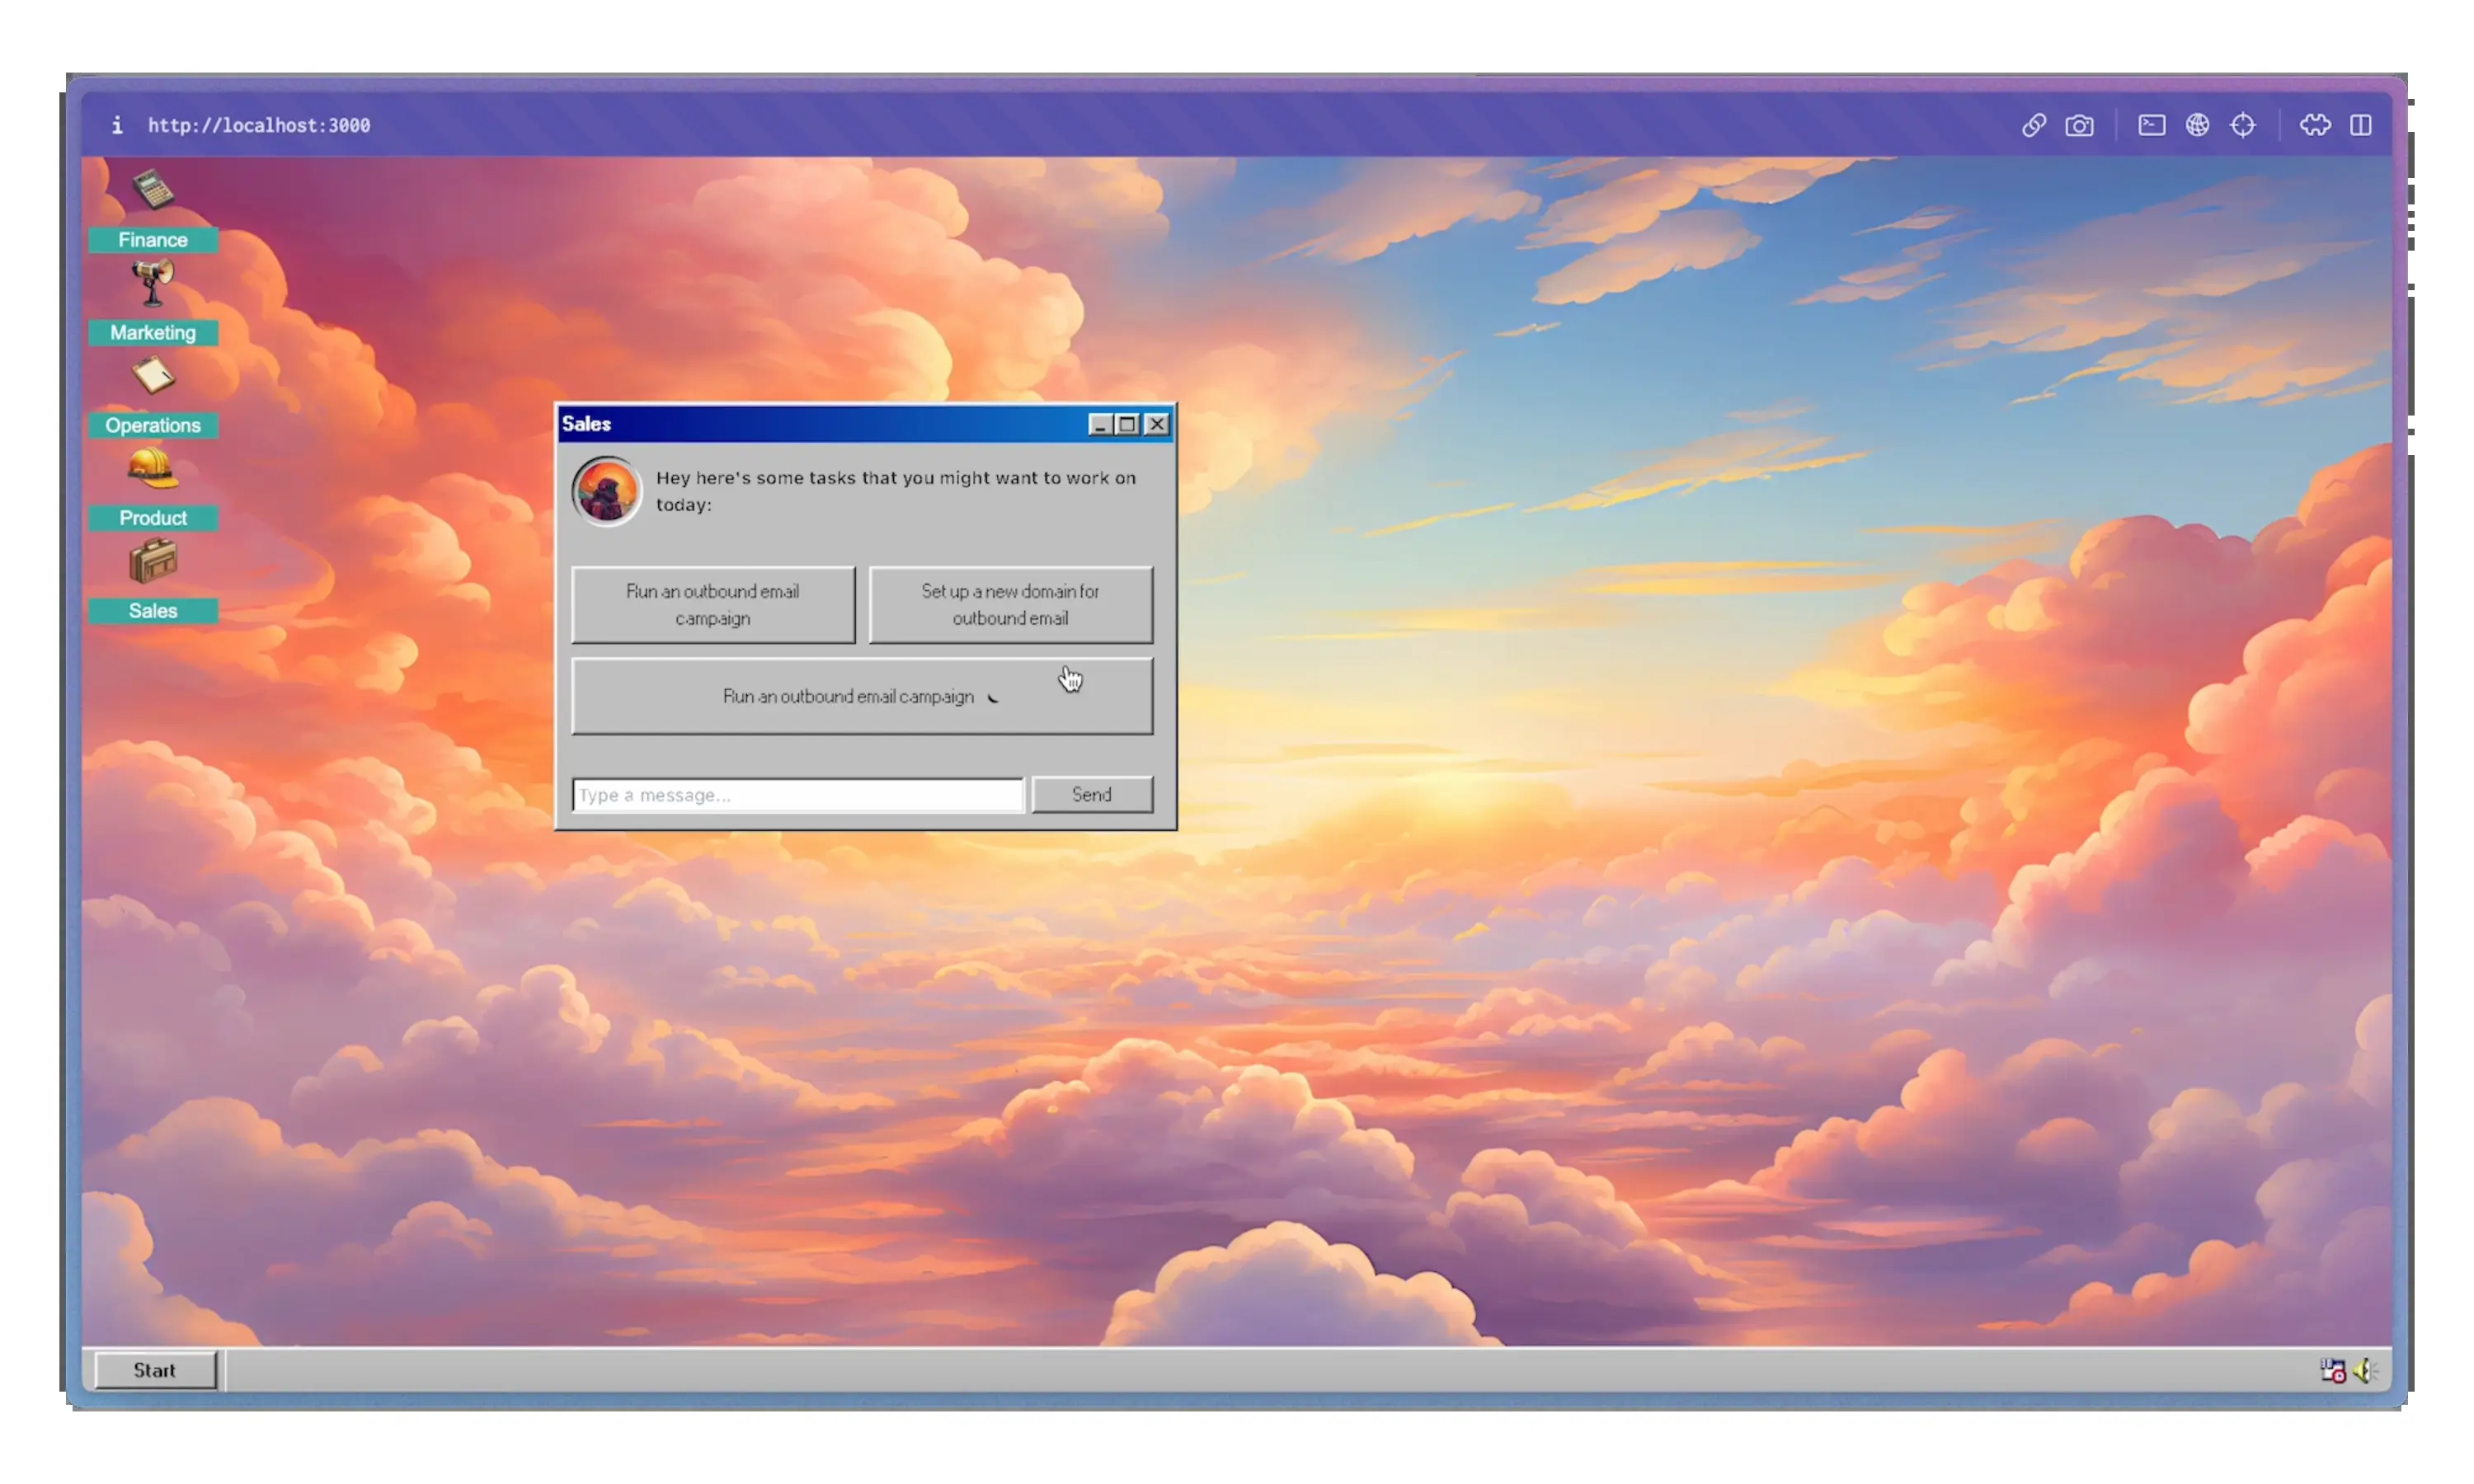 i http://localhost:3000
Finance
Marketing
Operations
Product
Sales
Sales
Hey here's some tasks that you might want to work on
today:
Run an outbound email
campaign
Set up a new domain for
outbound email
Run an outbound email campaign
Type a message...
Send
Start